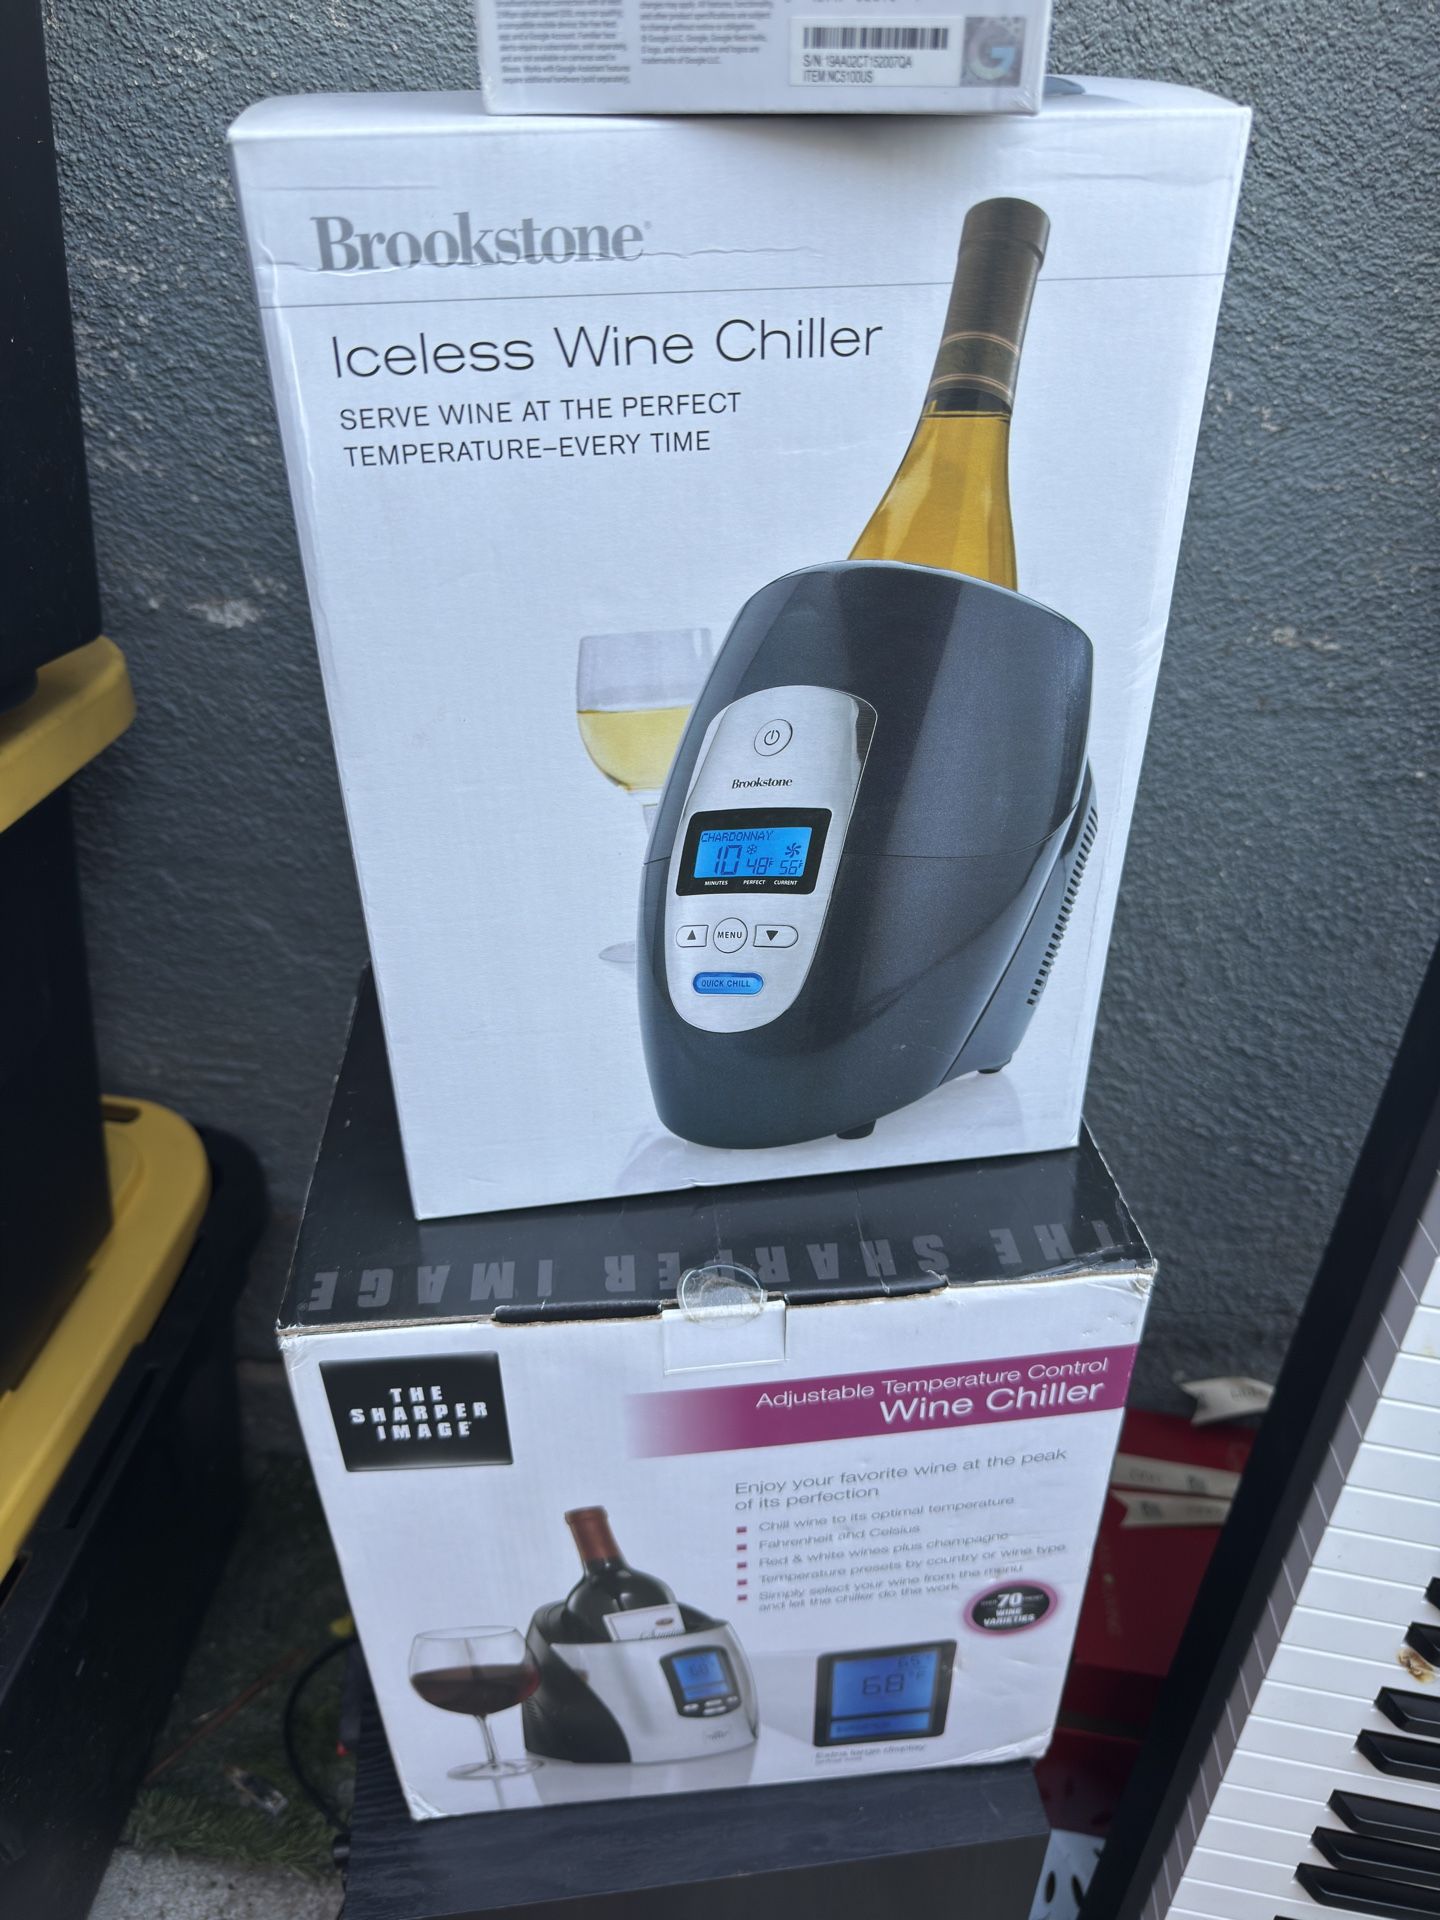 S/N: 19AA02CT152007QA
ITEM NC5100US
G
Brookstone®
Iceless Wine Chiller
SERVE WINE AT THE PERFECT
TEMPERATURE–EVERY TIME
Brookstone
CHARDONNAY
10 48°F 56°F
MINUTES PERFECT CURRENT
MENU
QUICK CHILL
THE SHARPER IMAGE®
THE
SHARPER
IMAGE®
Adjustable Temperature Control
Wine Chiller
Enjoy your favorite wine at the peak
of its perfection
Chill wine to its optimal temperature
Fahrenheit and Celsius
Red & white wines plus champagne
Temperature presets by country or wine type
Simply select your wine from the menu
and let the chiller do the work
70
WINE
VARIETIES
68°F
Extra large display